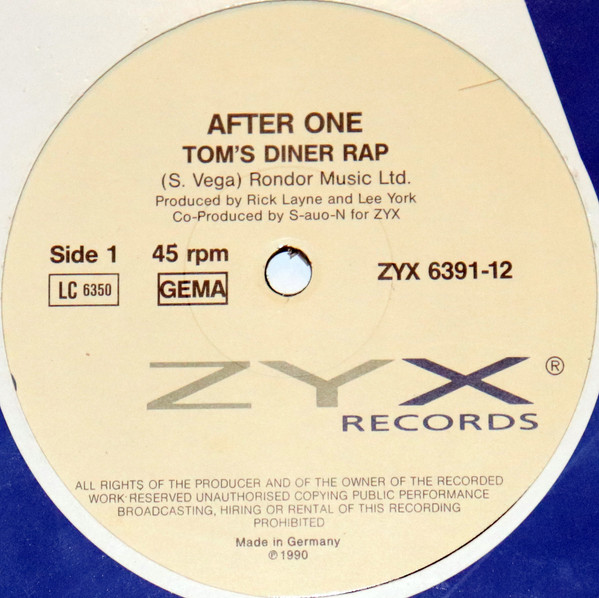 AFTER ONE
TOM'S DINER RAP
(S. Vega) Rondor Music Ltd.
Produced by Rick Layne and Lee York
Co-Produced by S-auo-N for ZYX
Side 1 45 rpm
ZYX 6391-12
LC 6350 GEMA
ZYX ®
RECORDS
ALL RIGHTS OF THE PRODUCER AND OF THE OWNER OF THE RECORDED
WORK RESERVED UNAUTHORISED COPYING PUBLIC PERFORMANCE
BROADCASTING, HIRING OR RENTAL OF THIS RECORDING
PROHIBITED
Made in Germany
℗ 1990